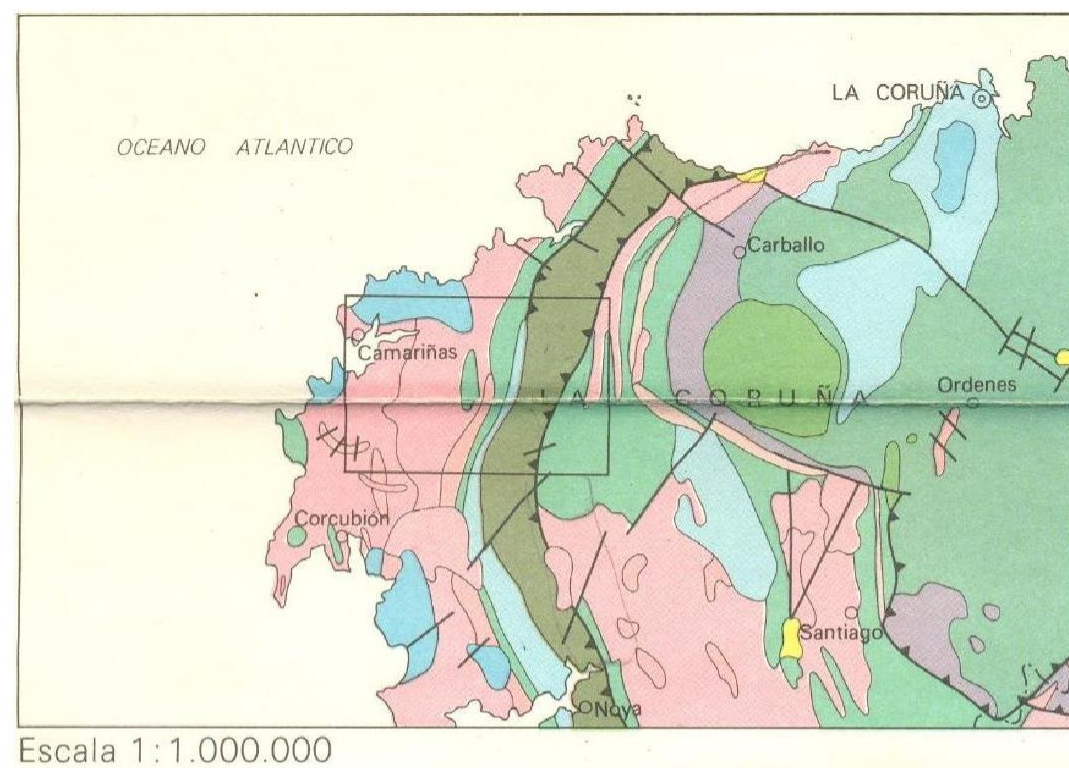 LA CORUÑA
OCEANO ATLANTICO
Carballo
Camariñas
Ordenes
LA CORUÑA
Corcubión
Santiago
Noya
Escala 1:1.000.000